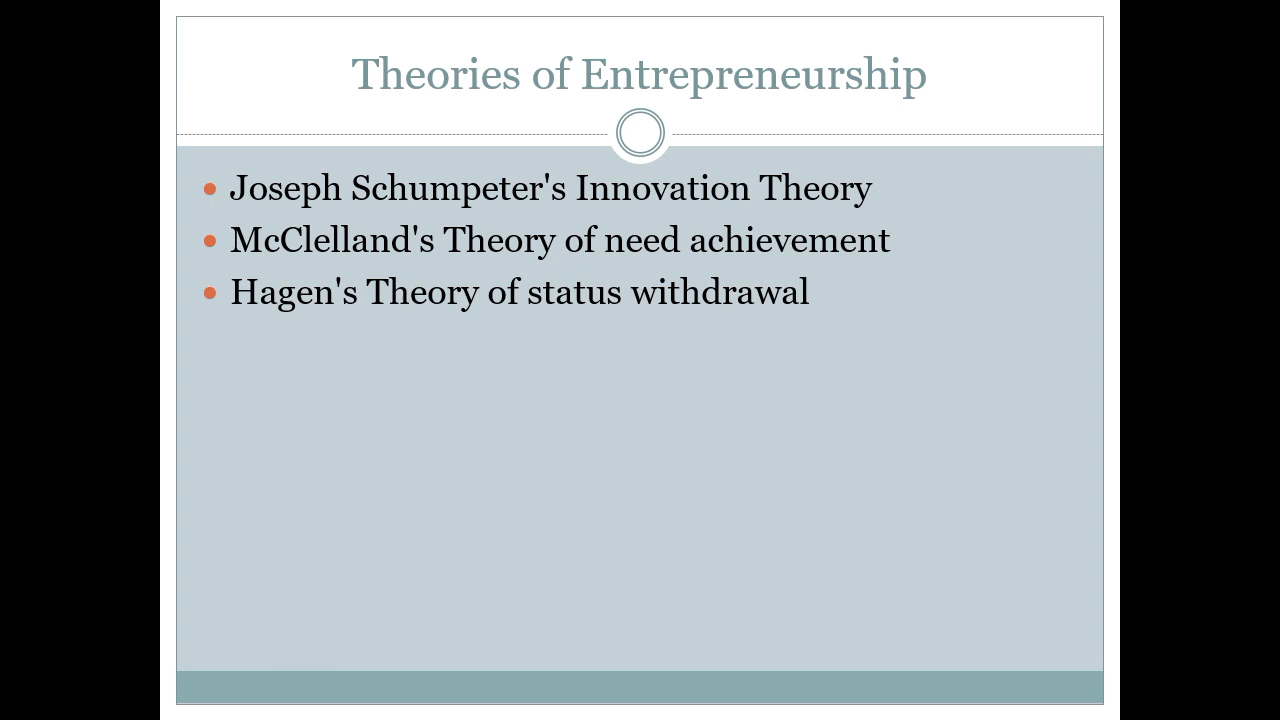 Theories of Entrepreneurship
Joseph Schumpeter's Innovation Theory
McClelland's Theory of need achievement
Hagen's Theory of status withdrawal